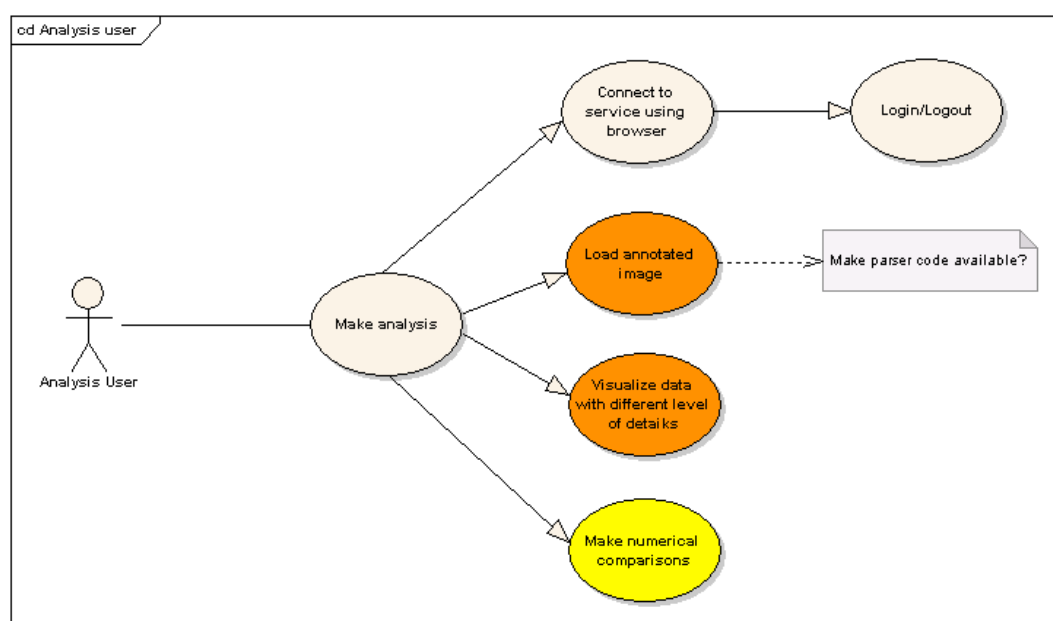 cd Analysis user
Connect to
service using
browser
Login/Logout
Load annotated
image
Make parser code available?
Make analysis
Analysis User
Visualize data
with different level
of detaiks
Make numerical
comparisons